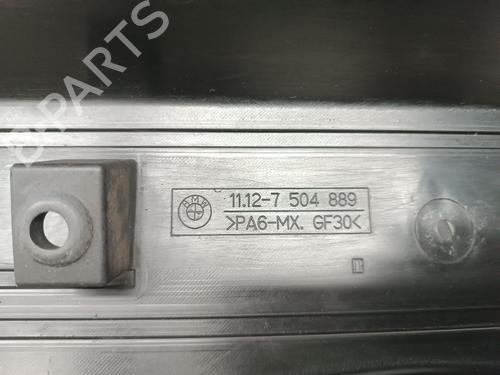 B-PARTS
BMW
11.12-7 504 889
>PA6-MX. GF30<